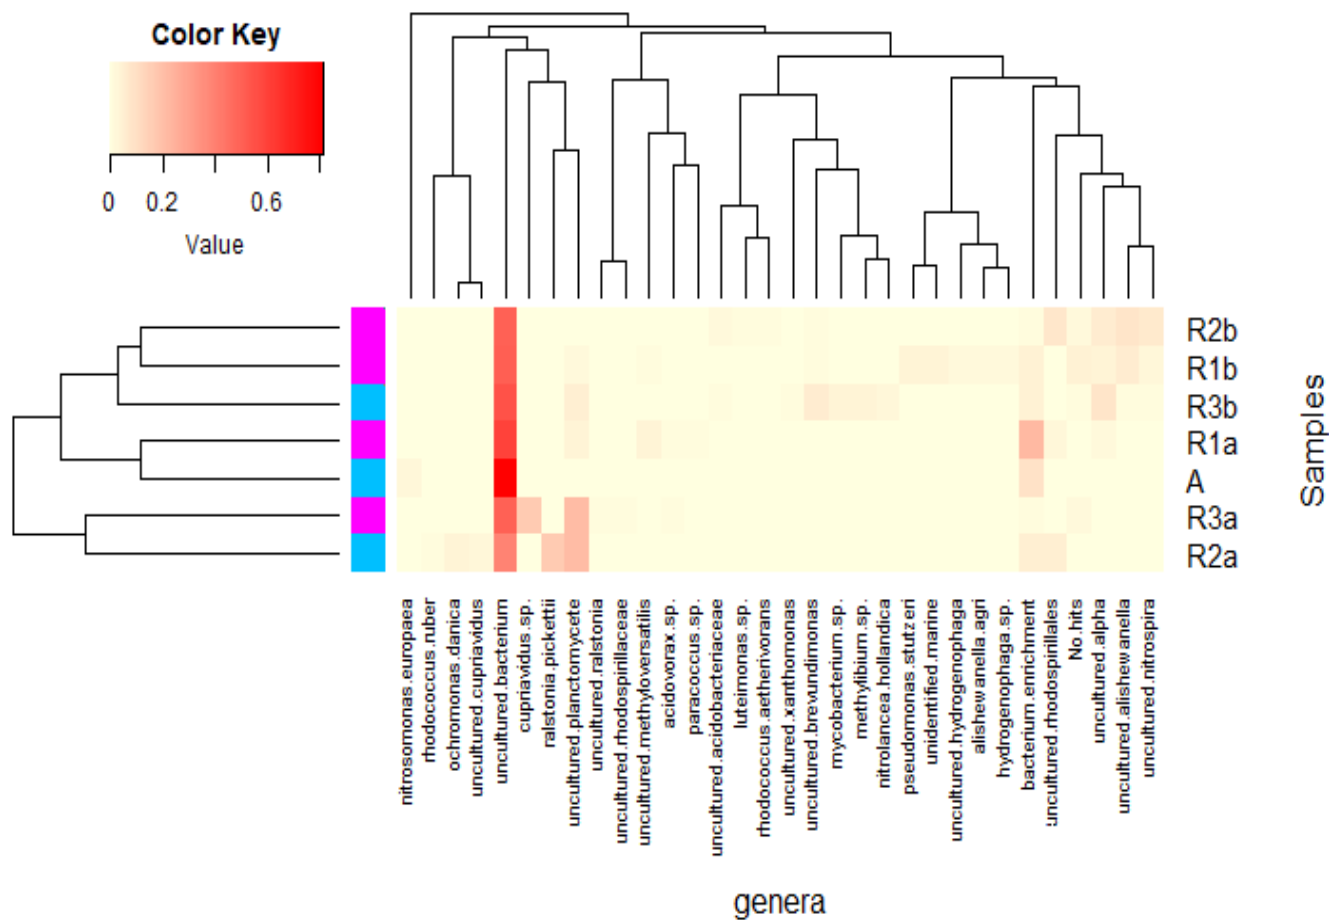 Color Key
0 0.2 0.6
Value
R2b
R1b
R3b
R1a
A
R3a
R2a
Samples
nitrosomonas.europaea
rhodococcus.ruber
ochromonas.danica
uncultured.cupriavidus
uncultured.bacterium
cupriavidus.sp.
ralstonia.pickettii
uncultured.planctomycete
uncultured.ralstonia
uncultured.rhodospirillaceae
uncultured.methyloversatilis
acidovorax.sp.
paracoccus.sp.
uncultured.acidobacteriaceae
luteimonas.sp.
rhodococcus.aetherivorans
uncultured.xanthomonas
uncultured.brevundimonas
mycobacterium.sp.
methylibium.sp.
nitrolancea.hollandica
pseudomonas.stutzeri
unidentified.marine
uncultured.hydrogenophaga
alishewanella.agri
hydrogenophaga.sp.
bacterium.enrichment
uncultured.rhodospirillales
No.hits
uncultured.alpha
uncultured.alishewanella
uncultured.nitrospira
genera